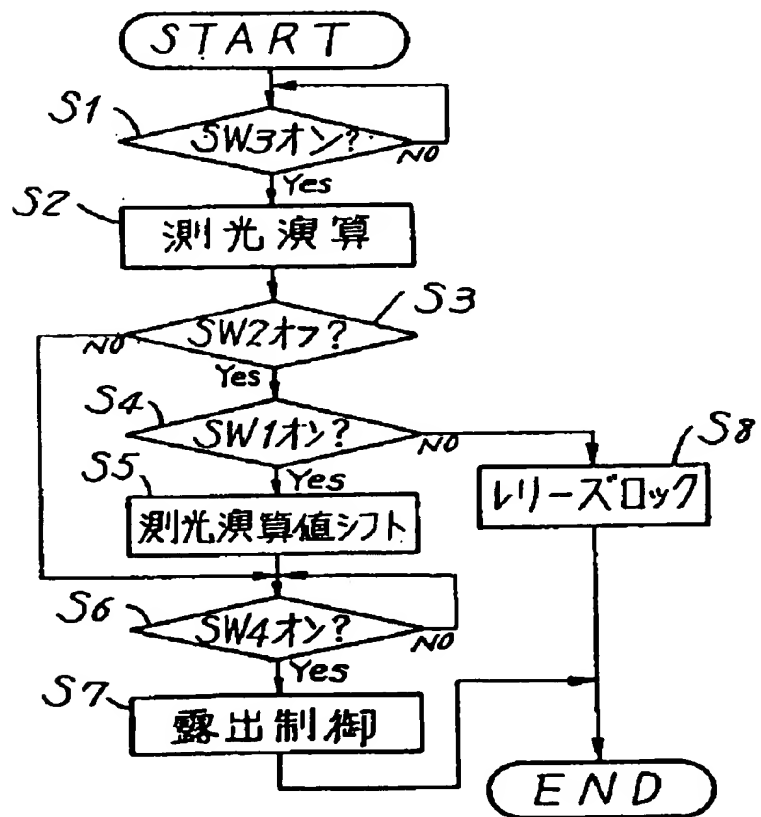 START
S1
SW3オン?
NO
Yes
S2
測光演算
S3
SW2オフ?
NO
Yes
S4
SW1オン?
NO
Yes
S8
レリーズロック
S5
測光演算値シフト
S6
SW4オン?
NO
Yes
S7
露出制御
END